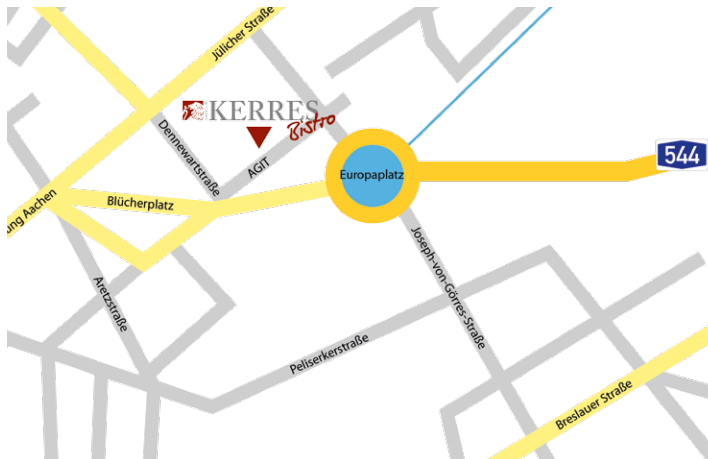 Jülicher Straße
KERRES
Bistro
Dennewartstraße
AGIT
544
Europaplatz
Blücherplatz
ung Aachen
Joseph-von-Görres-Straße
Aretzstraße
Peliserkerstraße
Breslauer Straße